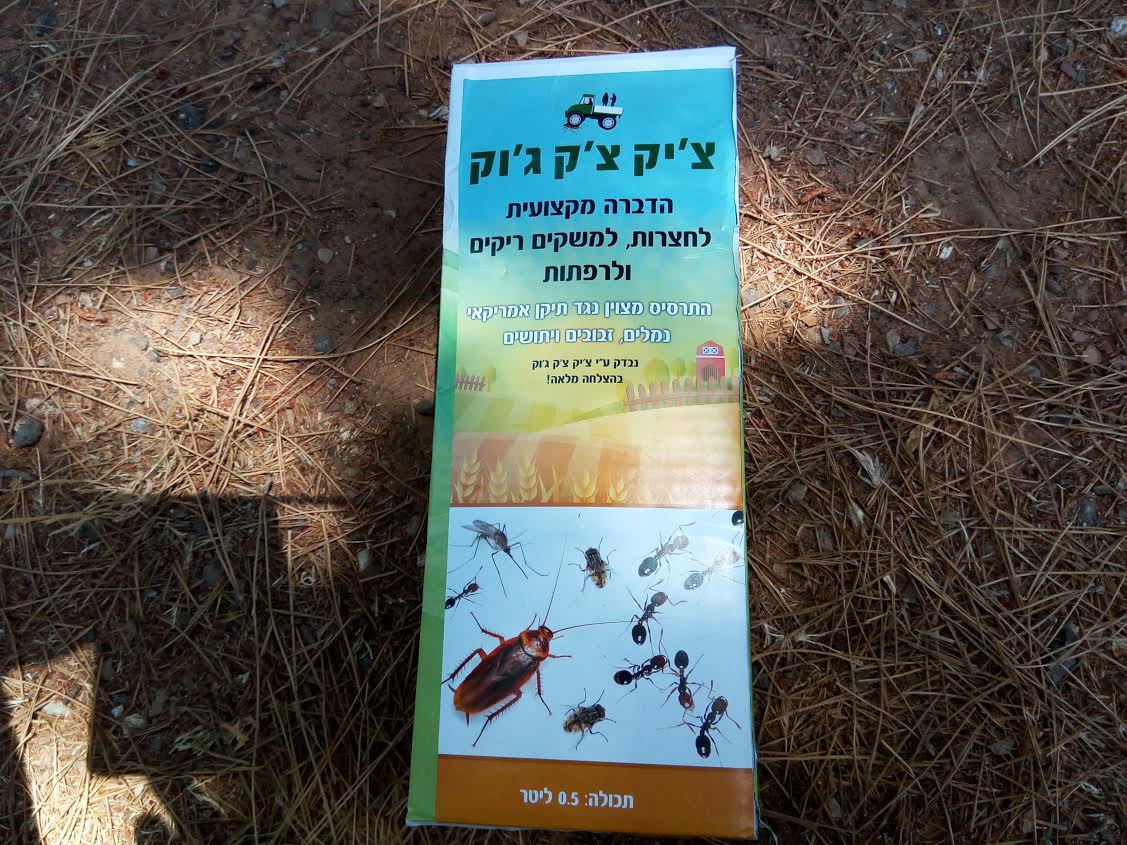 צ'יק צ'ק ג'וק
הדברה מקצועית
לחצרות, למשקים ריקים
ולרפתות
התרסיס מצוין נגד תיקן אמריקאי
נמלים, זבובים ויתושים
נבדק ע"י צ'יק צ'ק ג'וק
בהצלחה מלאה!
תכולה: 0.5 ליטר